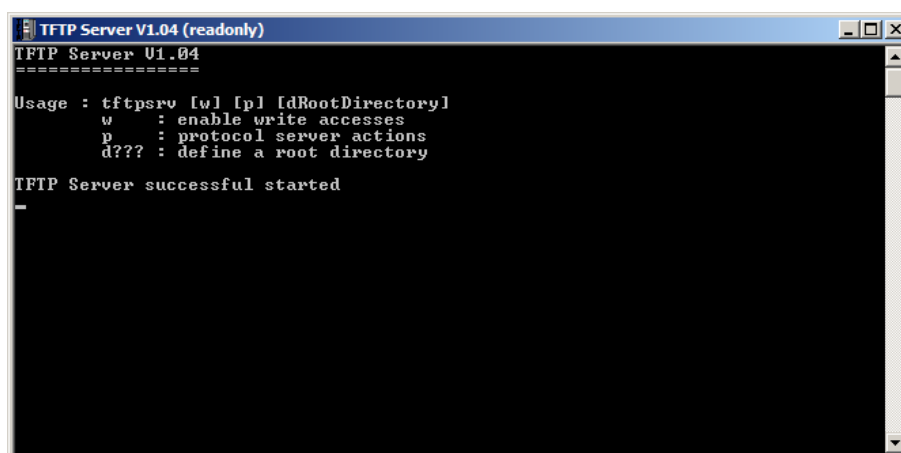 TFTP Server V1.04 (readonly)
TFTP Server V1.04
=================
Usage : tftpsrv [w] [p] [dRootDirectory]
w : enable write accesses
p : protocol server actions
d??? : define a root directory
TFTP Server successful started